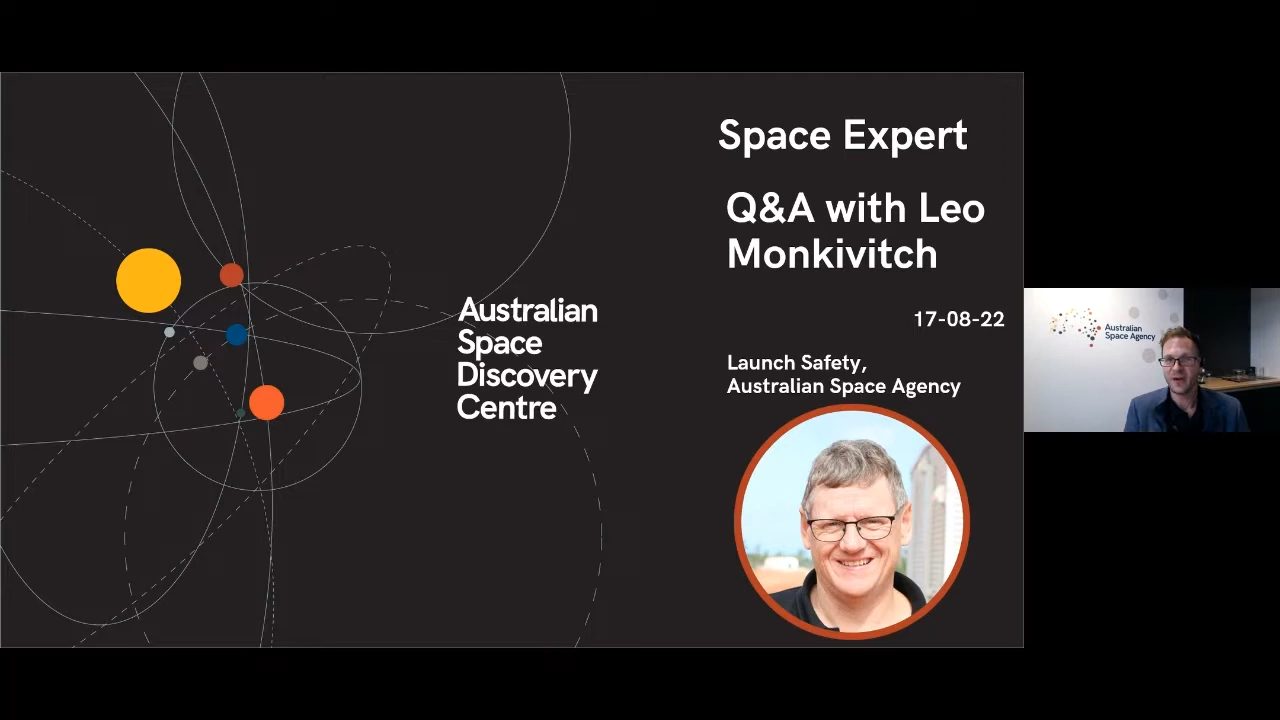 Space Expert
Q&A with Leo
Monkivitch
17-08-22
Australian
Space
Discovery
Centre
Launch Safety,
Australian Space Agency
Australian
Space Agency